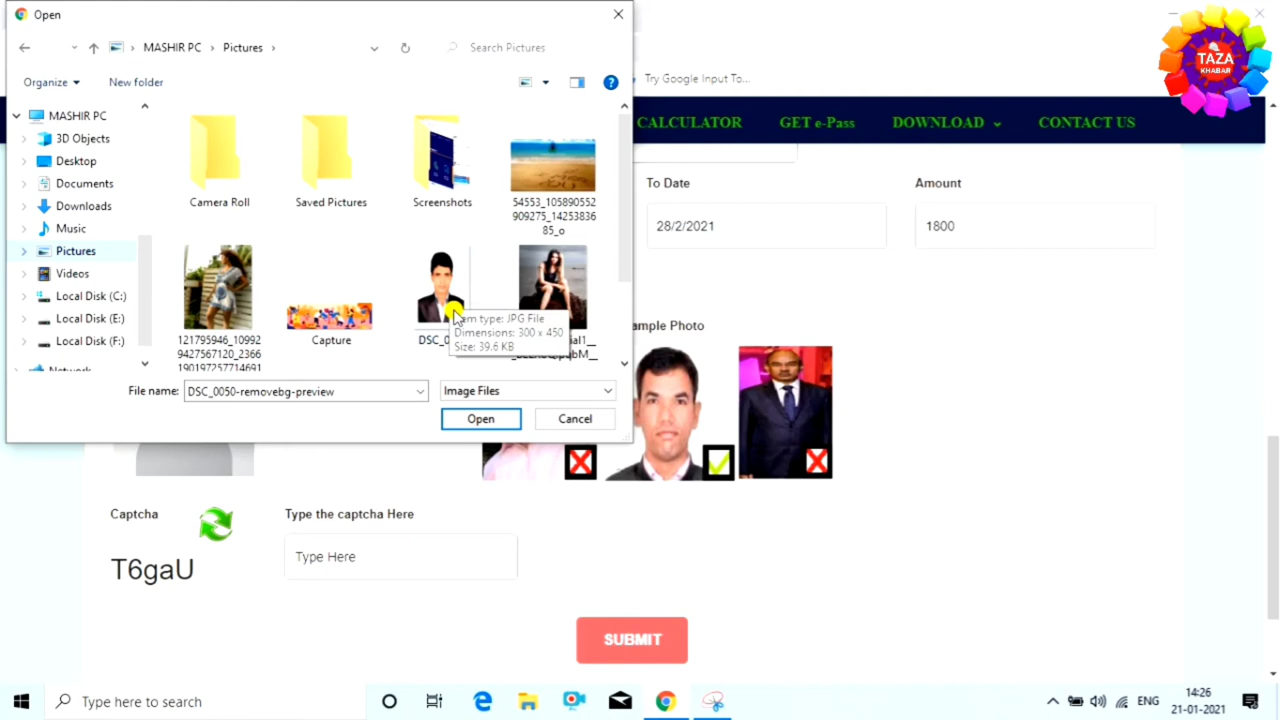 Open
MASHIR PC
Pictures
Search Pictures
Organize
New folder
MASHIR PC
3D Objects
Desktop
Documents
Downloads
Music
Pictures
Videos
Local Disk (C:)
Local Disk (E:)
Local Disk (F:)
Camera Roll
Saved Pictures
Screenshots
54553_105890552
909275_14253836
85_o
121795946_10992
9427567120_2366
190197257714691
Capture
Item type: JPG File
Dimensions: 300 x 450
Size: 39.6 KB
File name:
DSC_0050-removebg-preview
Image Files
Open
Cancel
TAZA
KHABAR
Try Google Input To...
CALCULATOR
GET e-Pass
DOWNLOAD
CONTACT US
To Date
Amount
28/2/2021
1800
ample Photo
Captcha
Type the captcha Here
T6gaU
Type Here
SUBMIT
Type here to search
ENG
14:26
21-01-2021